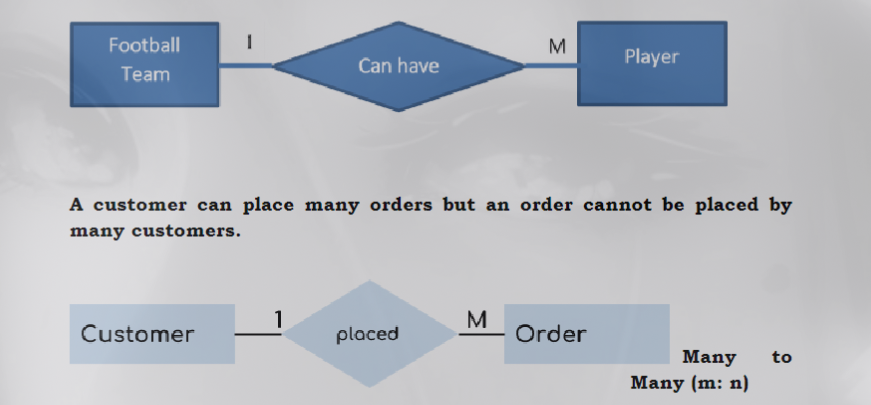 Football
Team
1
Can have
M
Player
A customer can place many orders but an order cannot be placed by
many customers.
Customer
1
placed
M
Order
Many to
Many (m: n)